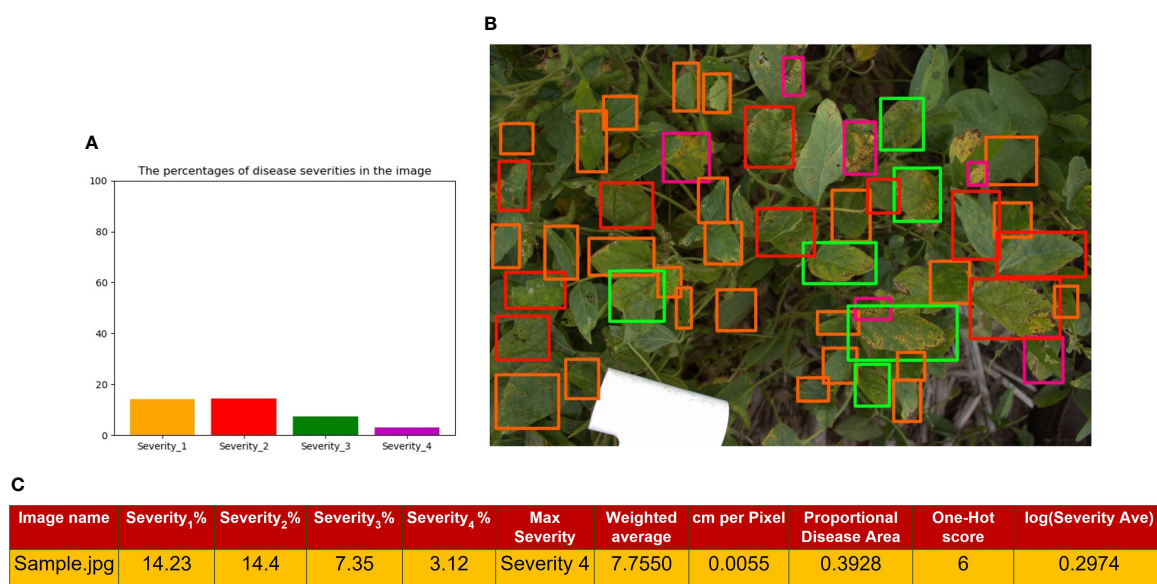 A
The percentages of disease severities in the image
100
80
60
40
20
0
Severity_1 Severity_2 Severity_3 Severity_4
B
C
Image name Severity1% Severity2% Severity3% Severity4 % Max Severity Weighted average cm per Pixel Proportional Disease Area One-Hot score log(Severity Ave)
Sample.jpg 14.23 14.4 7.35 3.12 Severity 4 7.7550 0.0055 0.3928 6 0.2974